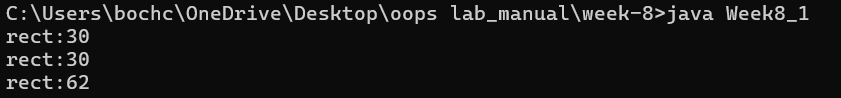 C:\Users\bochc\OneDrive\Desktop\oops lab_manual\week-8>java Week8_1
rect:30
rect:30
rect:62